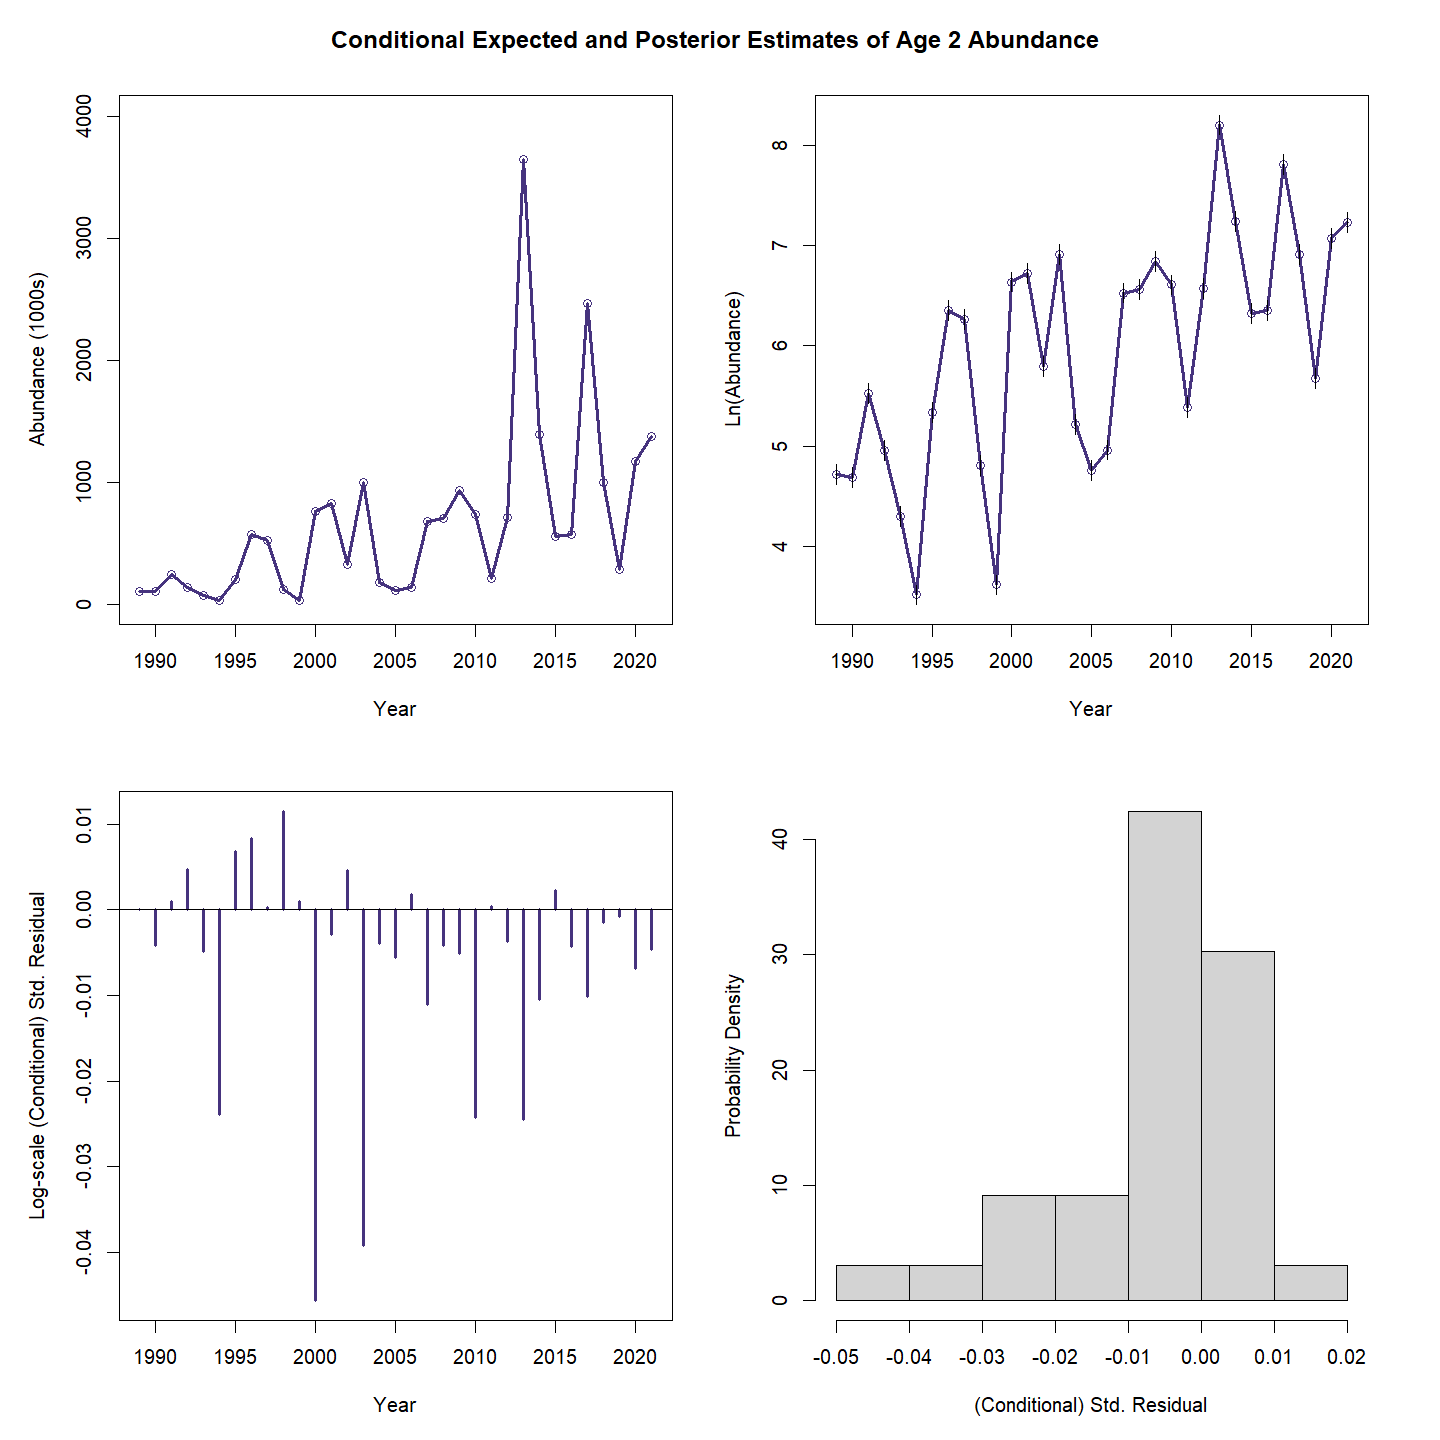 Conditional Expected and Posterior Estimates of Age 2 Abundance
Abundance (1000s)
4000
3000
2000
1000
0
1990 1995 2000 2005 2010 2015 2020
Year
Ln(Abundance)
8
7
6
5
4
1990 1995 2000 2005 2010 2015 2020
Year
Log-scale (Conditional) Std. Residual
0.01
0.00
-0.01
-0.02
-0.03
-0.04
1990 1995 2000 2005 2010 2015 2020
Year
Probability Density
40
30
20
10
0
-0.05 -0.04 -0.03 -0.02 -0.01 0.00 0.01 0.02
(Conditional) Std. Residual